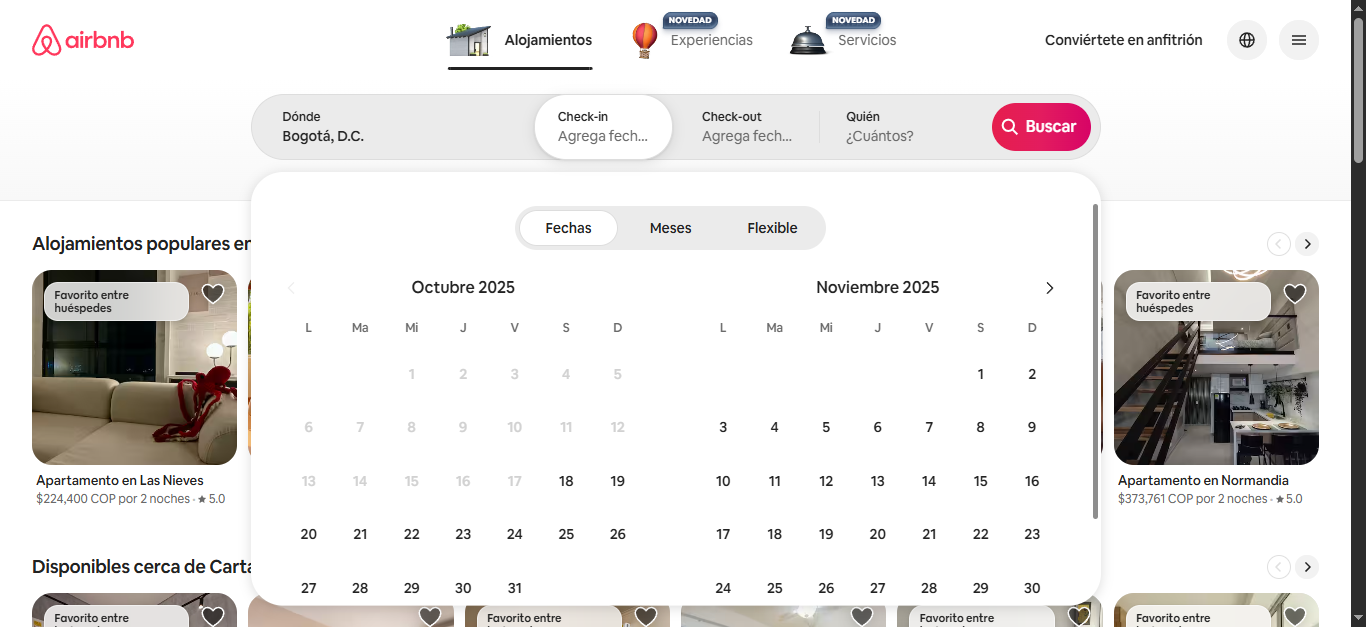 airbnb
Alojamientos
NOVEDAD
Experiencias
NOVEDAD
Servicios
Conviértete en anfitrión
Dónde
Bogotá, D.C.
Check-in
Agrega fech...
Check-out
Agrega fech...
Quién
¿Cuántos?
Buscar
Fechas
Meses
Flexible
Octubre 2025
L Ma Mi J V S D
1 2 3 4 5
6 7 8 9 10 11 12
13 14 15 16 17 18 19
20 21 22 23 24 25 26
27 28 29 30 31
Noviembre 2025
L Ma Mi J V S D
1 2
3 4 5 6 7 8 9
10 11 12 13 14 15 16
17 18 19 20 21 22 23
24 25 26 27 28 29 30
Alojamientos populares en
Favorito entre
huéspedes
Apartamento en Las Nieves
$224,400 COP por 2 noches · ★ 5.0
Favorito entre
huéspedes
Apartamento en Normandia
$373,761 COP por 2 noches · ★ 5.0
Disponibles cerca de Carta
Favorito entre
Favorito entre
Favorito entre
Favorito entre